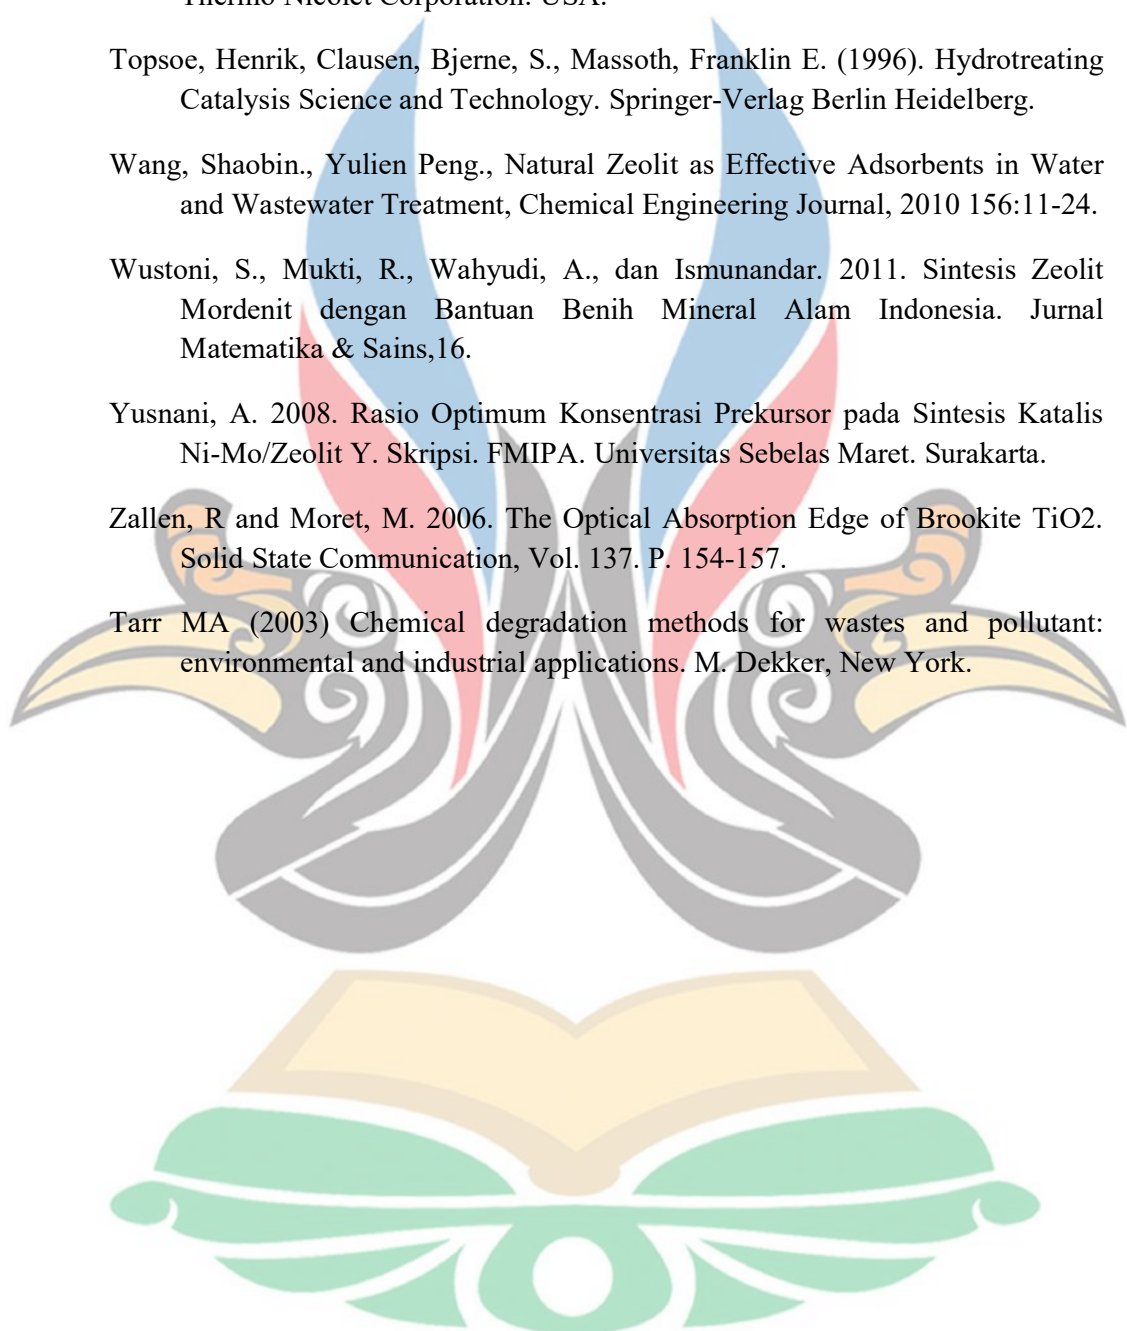 Thermo Nicolet Corporation. USA.
Topsoe, Henrik, Clausen, Bjerne, S., Massoth, Franklin E. (1996). Hydrotreating
Catalysis Science and Technology. Springer-Verlag Berlin Heidelberg.
Wang, Shaobin., Yulien Peng., Natural Zeolit as Effective Adsorbents in Water
and Wastewater Treatment, Chemical Engineering Journal, 2010 156:11-24.
Wustoni, S., Mukti, R., Wahyudi, A., dan Ismunandar. 2011. Sintesis Zeolit
Mordenit dengan Bantuan Benih Mineral Alam Indonesia. Jurnal
Matematika & Sains,16.
Yusnani, A. 2008. Rasio Optimum Konsentrasi Prekursor pada Sintesis Katalis
Ni-Mo/Zeolit Y. Skripsi. FMIPA. Universitas Sebelas Maret. Surakarta.
Zallen, R and Moret, M. 2006. The Optical Absorption Edge of Brookite TiO2.
Solid State Communication, Vol. 137. P. 154-157.
Tarr MA (2003) Chemical degradation methods for wastes and pollutant:
environmental and industrial applications. M. Dekker, New York.